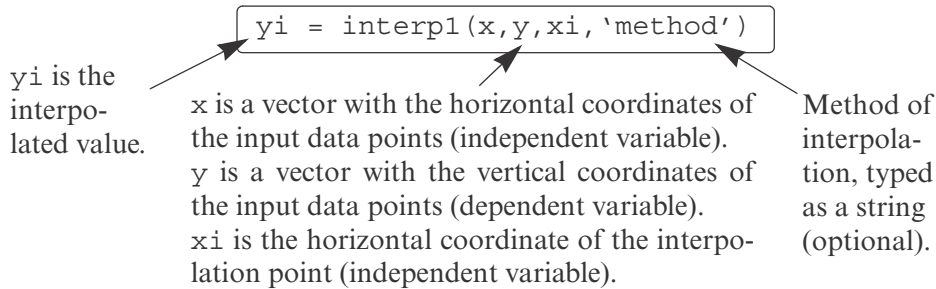 yi = interp1(x,y,xi,‘method’)
yi is the
interpo-
lated value.
x is a vector with the horizontal coordinates of
the input data points (independent variable).
y is a vector with the vertical coordinates of
the input data points (dependent variable).
xi is the horizontal coordinate of the interpo-
lation point (independent variable).
Method of
interpola-
tion, typed
as a string
(optional).